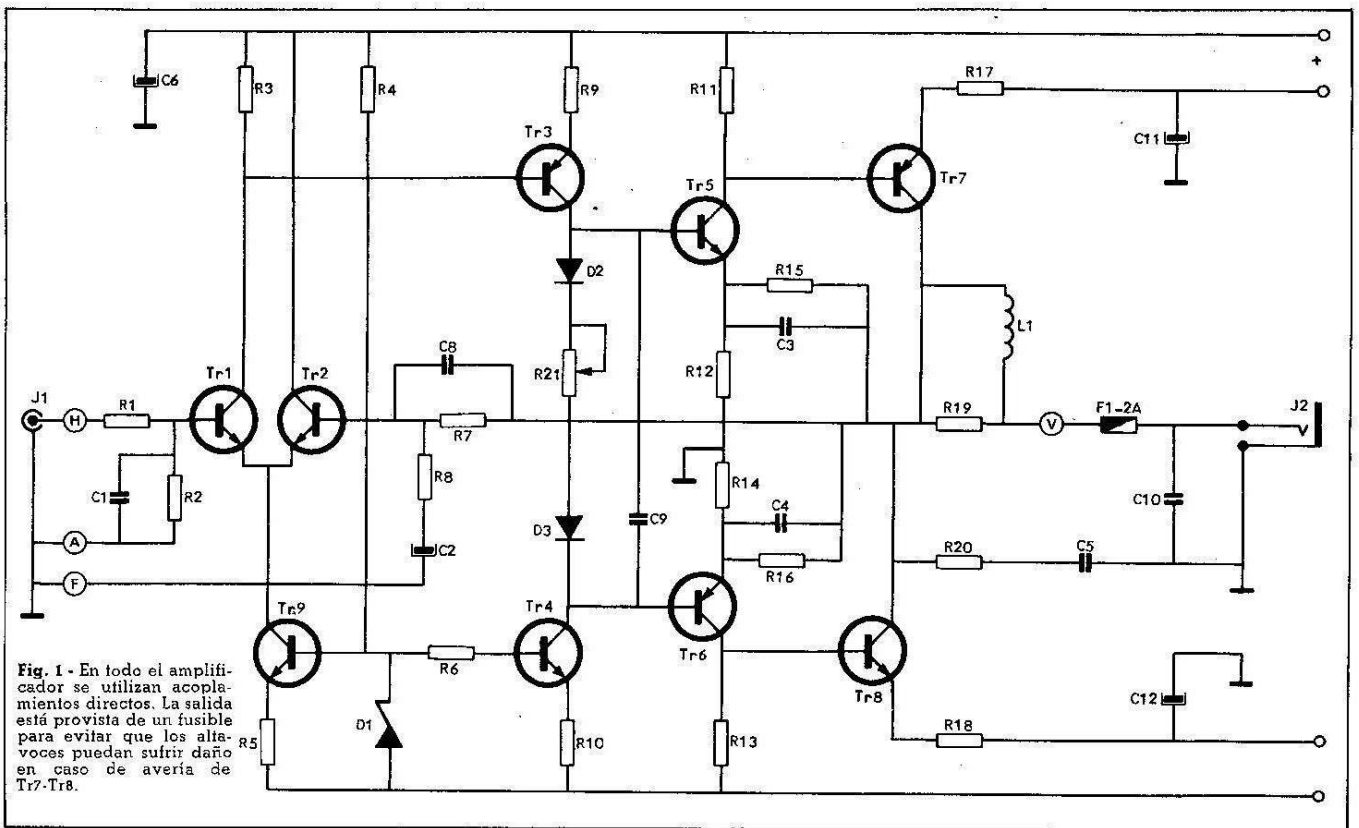 C6
R3
R4
R9
R11
R17
+
Tr3
C11
Tr5
Tr7
D2
R15
C3
L1
C8
R21
R12
Tr1
Tr2
J1
H
R1
R7
R19
V
F1-2A
J2
C1
R2
R8
R14
C10
A
C2
D3
C9
C4
R20
C5
F
R16
Tr9
Tr4
R6
Tr6
Tr8
C12
D1
R5
R10
R13
R18
Fig. 1 - En todo el amplifi-
cador se utilizan acopla-
mientos directos. La salida
está provista de un fusible
para evitar que los alta-
voces puedan sufrir daño
en caso de avería de
Tr7-Tr8.